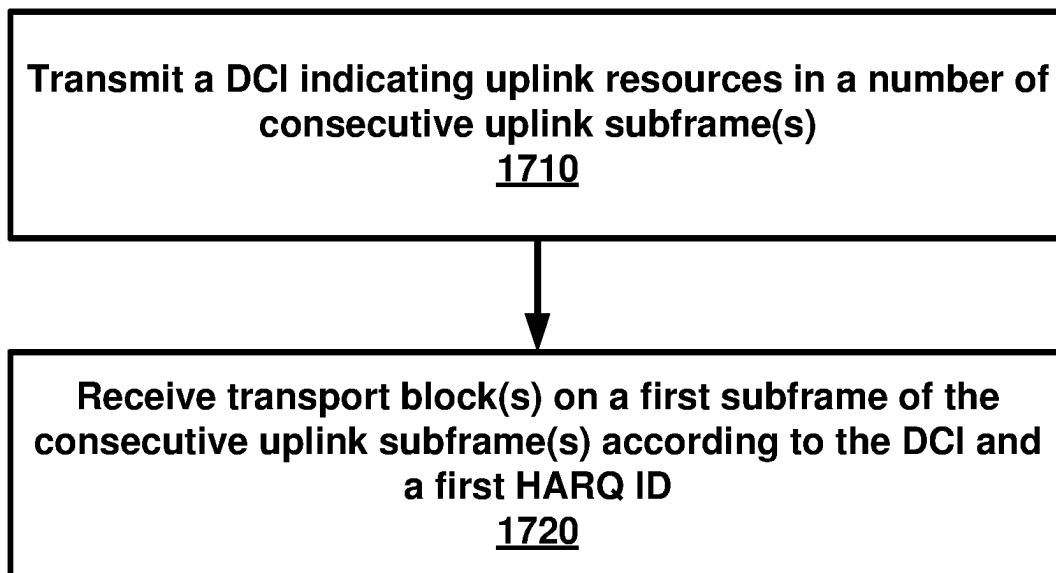 Transmit a DCI indicating uplink resources in a number of
consecutive uplink subframe(s)
1710
Receive transport block(s) on a first subframe of the
consecutive uplink subframe(s) according to the DCI and
a first HARQ ID
1720